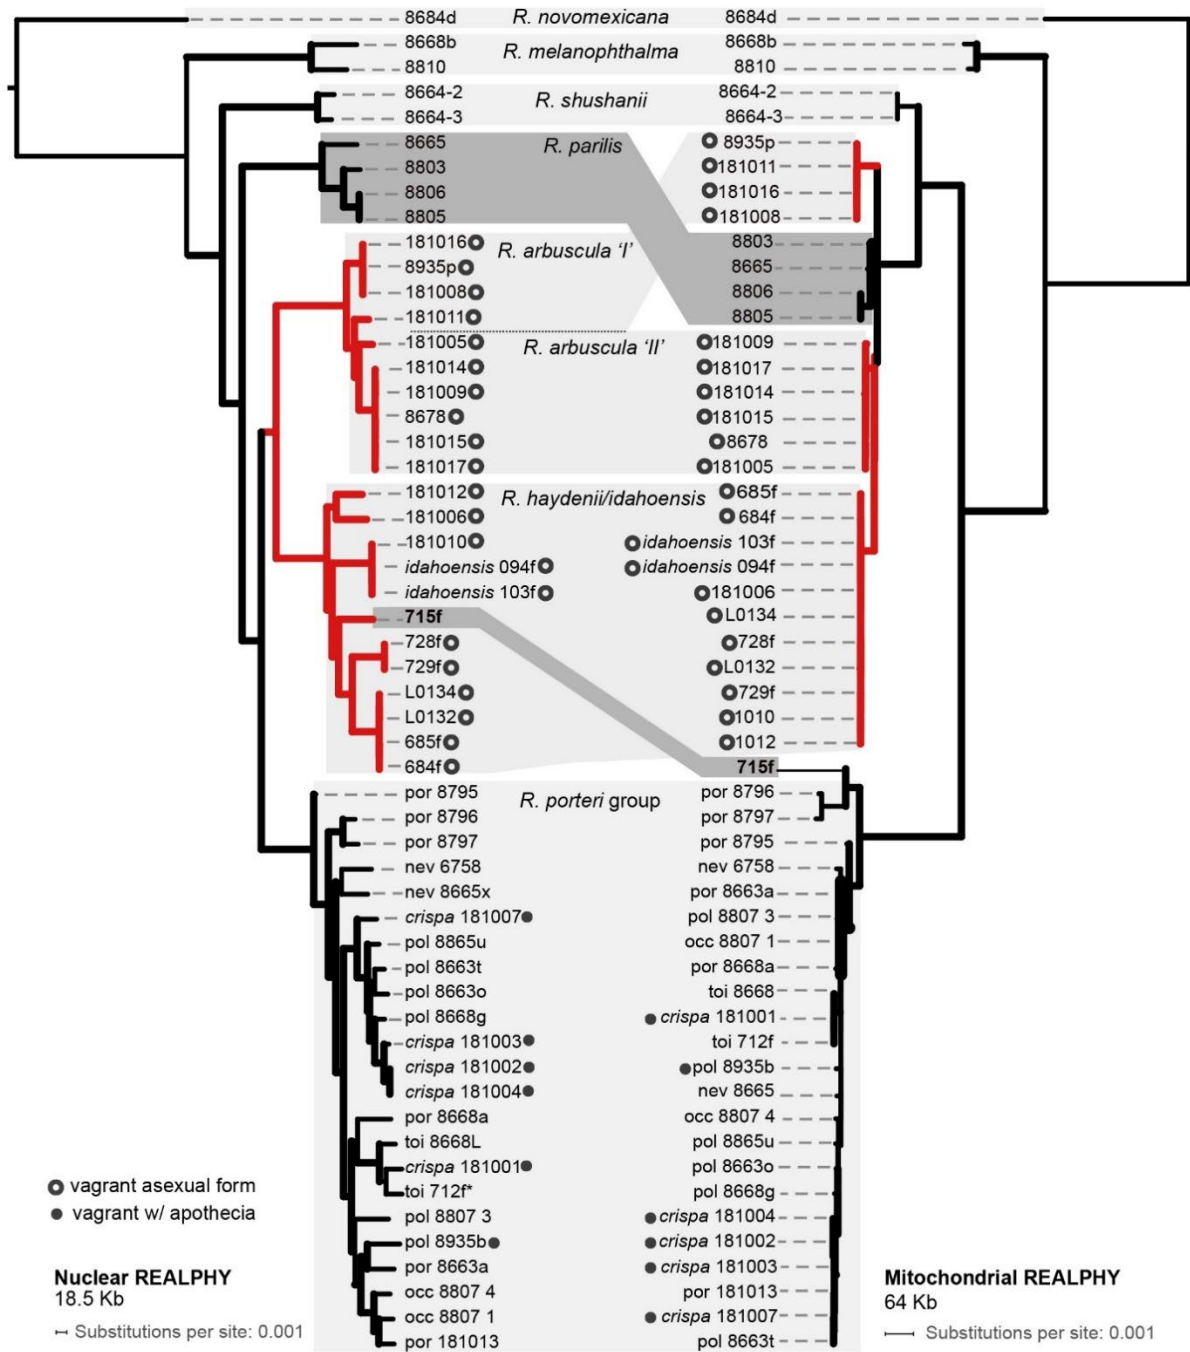 8684d R. novomexicana 8684d
8668b 8668b
R. melanophthalma
8810 8810
8664-2 8664-2
R. shushanii
8664-3 8664-3
8665 R. parilis 8935p
8803 181011
8806 181016
8805 181008
181016 R. arbuscula 'I' 8803
8935p 8665
181008 8806
181011 8805
181005 R. arbuscula 'II' 181009
181014 181017
181009 181014
8678 181015
181015 8678
181017 181005
181012 R. haydenii/idahoensis 685f
181006 684f
181010 idahoensis 103f
idahoensis 094f idahoensis 094f
idahoensis 103f 181006
715f L0134
728f 728f
729f L0132
L0134 729f
L0132 1010
685f 1012
684f 715f
por 8795 R. porteri group por 8796
por 8796 por 8797
por 8797 por 8795
nev 6758 nev 6758
nev 8665x por 8663a
crispa 181007 pol 8807 3
pol 8865u occ 8807 1
pol 8663t por 8668a
pol 8663o toi 8668
pol 8668g crispa 181001
crispa 181003 toi 712f
crispa 181002 pol 8935b
crispa 181004 nev 8665
por 8668a occ 8807 4
toi 8668L pol 8865u
crispa 181001 pol 8663o
toi 712f* pol 8668g
pol 8807 3 crispa 181004
pol 8935b crispa 181002
por 8663a crispa 181003
occ 8807 4 por 181013
occ 8807 1 crispa 181007
por 181013 pol 8663t
vagrant asexual form
vagrant w/ apothecia
Nuclear REALPHY
18.5 Kb
Substitutions per site: 0.001
Mitochondrial REALPHY
64 Kb
Substitutions per site: 0.001